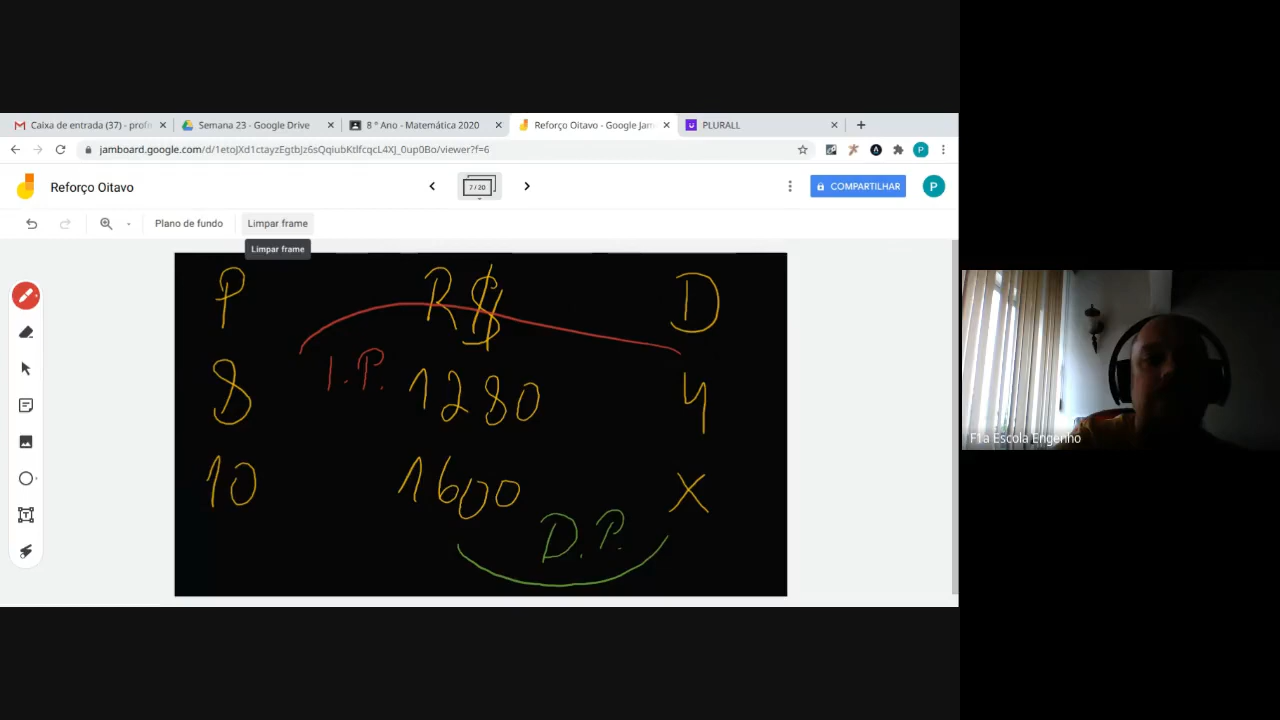 Caixa de entrada (37) - profm
Semana 23 - Google Drive
8 º Ano - Matemática 2020
Reforço Oitavo - Google Jam
PLURALL
jamboard.google.com/d/1etoJXd1ctayzEgtbJz6sQqiubKtlfcqcL4XJ_0up0Bo/viewer?f=6
Reforço Oitavo
7 / 20
COMPARTILHAR
P
Plano de fundo
Limpar frame
Limpar frame
P R$ D
I.P.
8 1280 4
10 1600 x
D.P.
F1a Escola Engenho